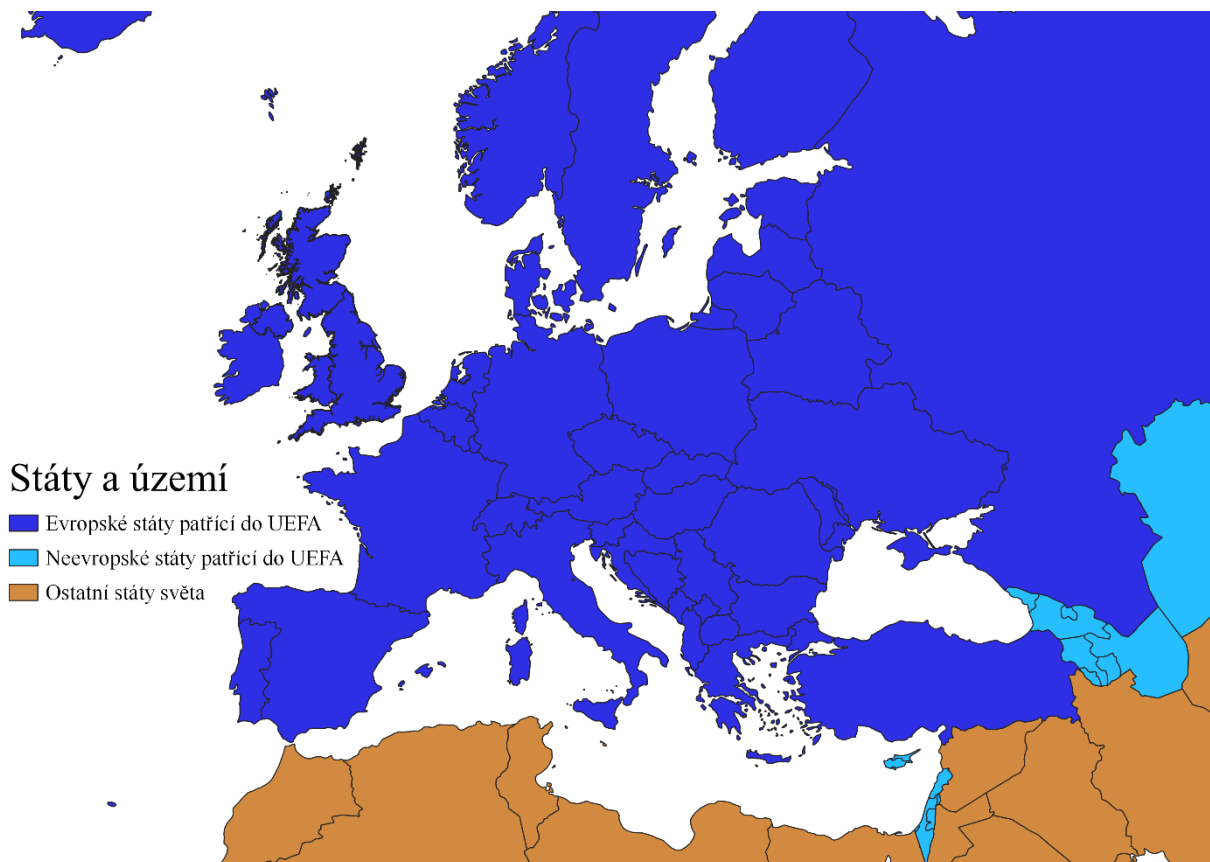 Státy a území
Evropské státy patřící do UEFA
Neevropské státy patřící do UEFA
Ostatní státy světa